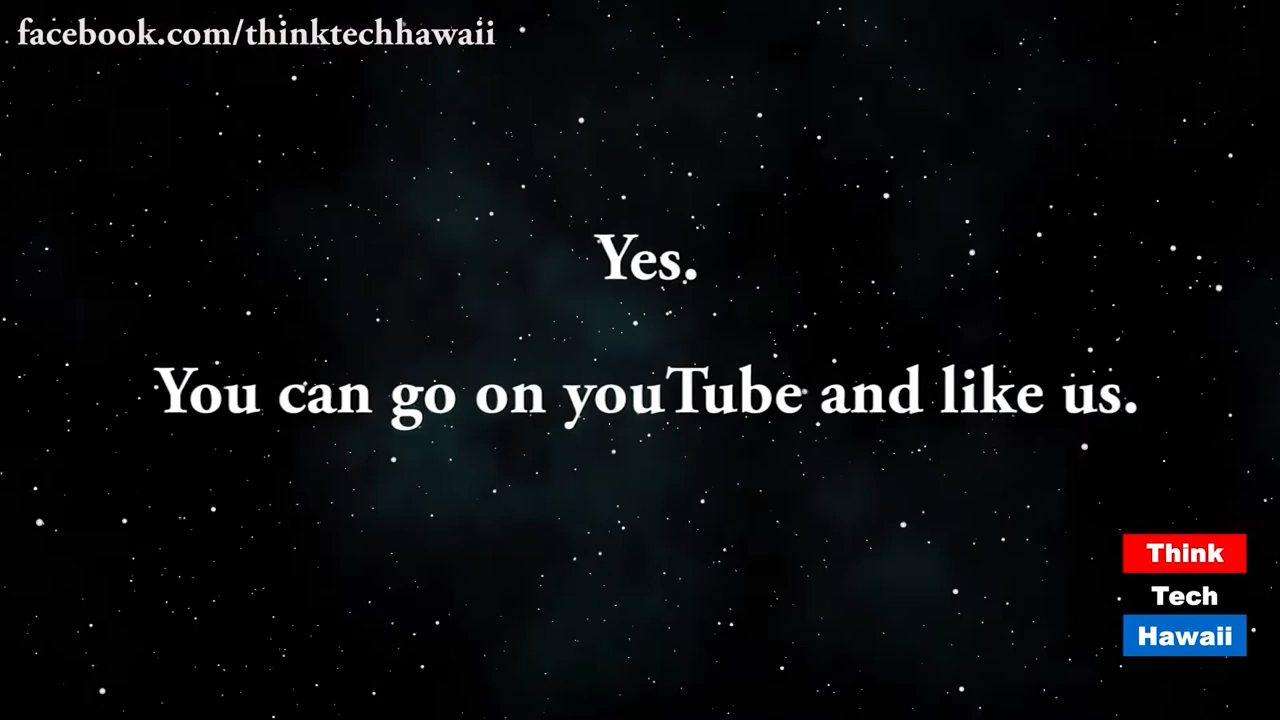 facebook.com/thinktechhawaii
Yes.
You can go on youTube and like us.
Think
Tech
Hawaii